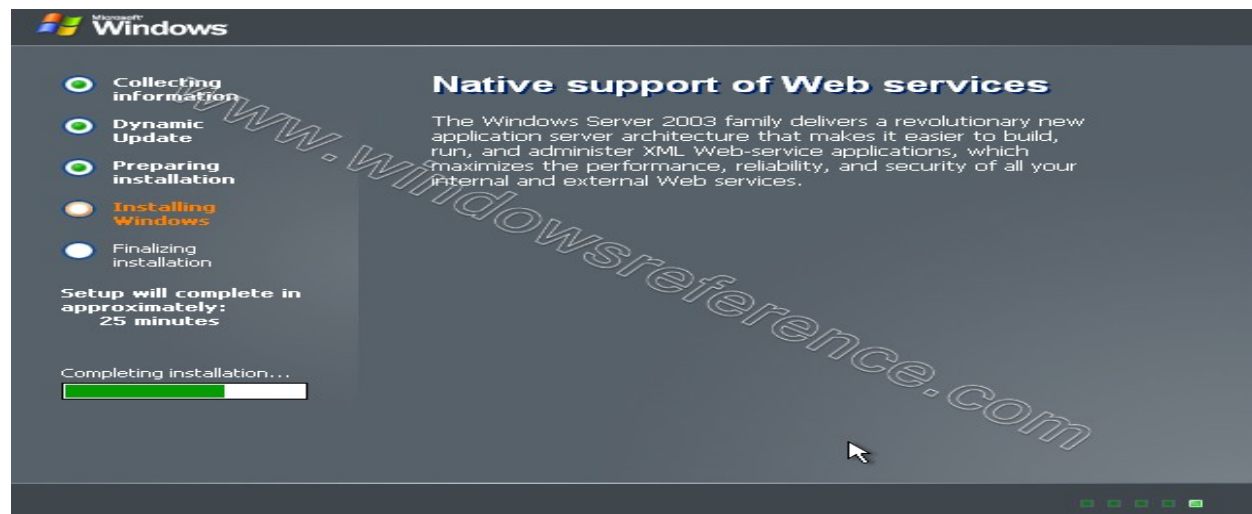 Microsoft
Windows
Collecting
information
Dynamic
Update
Preparing
installation
Installing
Windows
Finalizing
installation
Setup will complete in
approximately:
25 minutes
Completing installation...
Native support of Web services
The Windows Server 2003 family delivers a revolutionary new
application server architecture that makes it easier to build,
run, and administer XML Web-service applications, which
maximizes the performance, reliability, and security of all your
internal and external Web services.
www.windowsreference.com